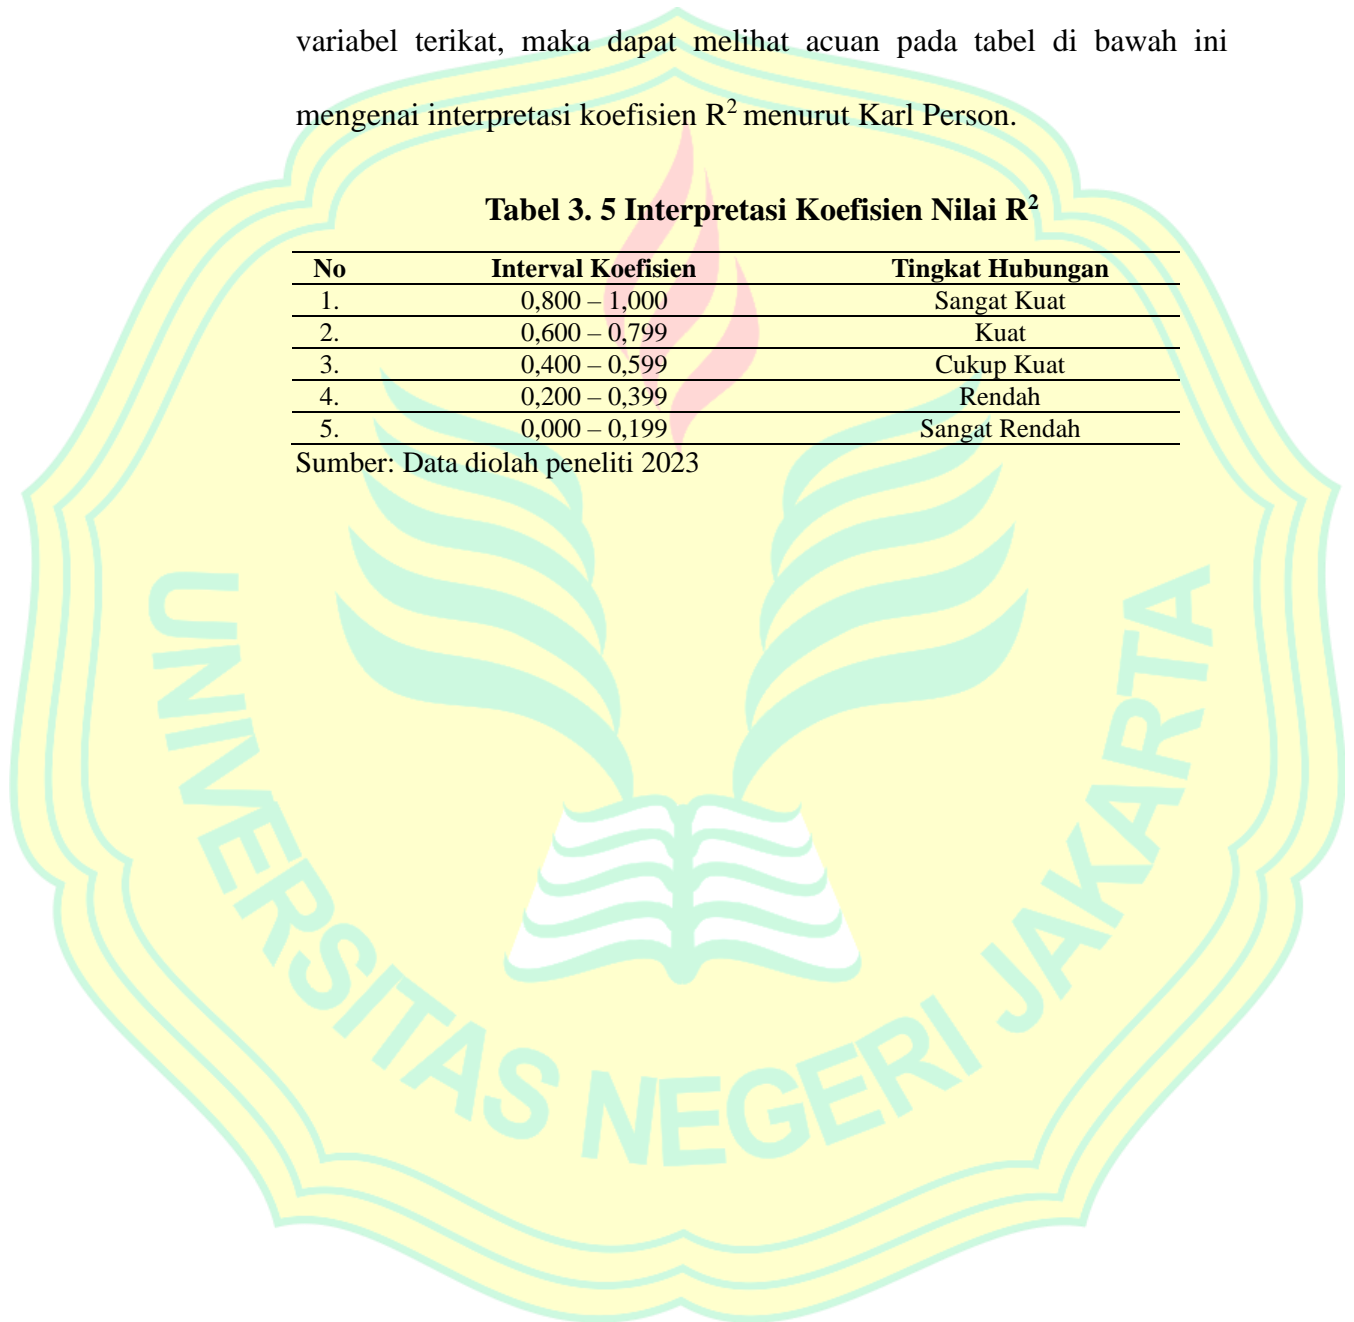 variabel terikat, maka dapat melihat acuan pada tabel di bawah ini
mengenai interpretasi koefisien R² menurut Karl Person.
Tabel 3. 5 Interpretasi Koefisien Nilai R²
No Interval Koefisien Tingkat Hubungan
1. 0,800 – 1,000 Sangat Kuat
2. 0,600 – 0,799 Kuat
3. 0,400 – 0,599 Cukup Kuat
4. 0,200 – 0,399 Rendah
5. 0,000 – 0,199 Sangat Rendah
Sumber: Data diolah peneliti 2023
UNIVERSITAS NEGERI JAKARTA